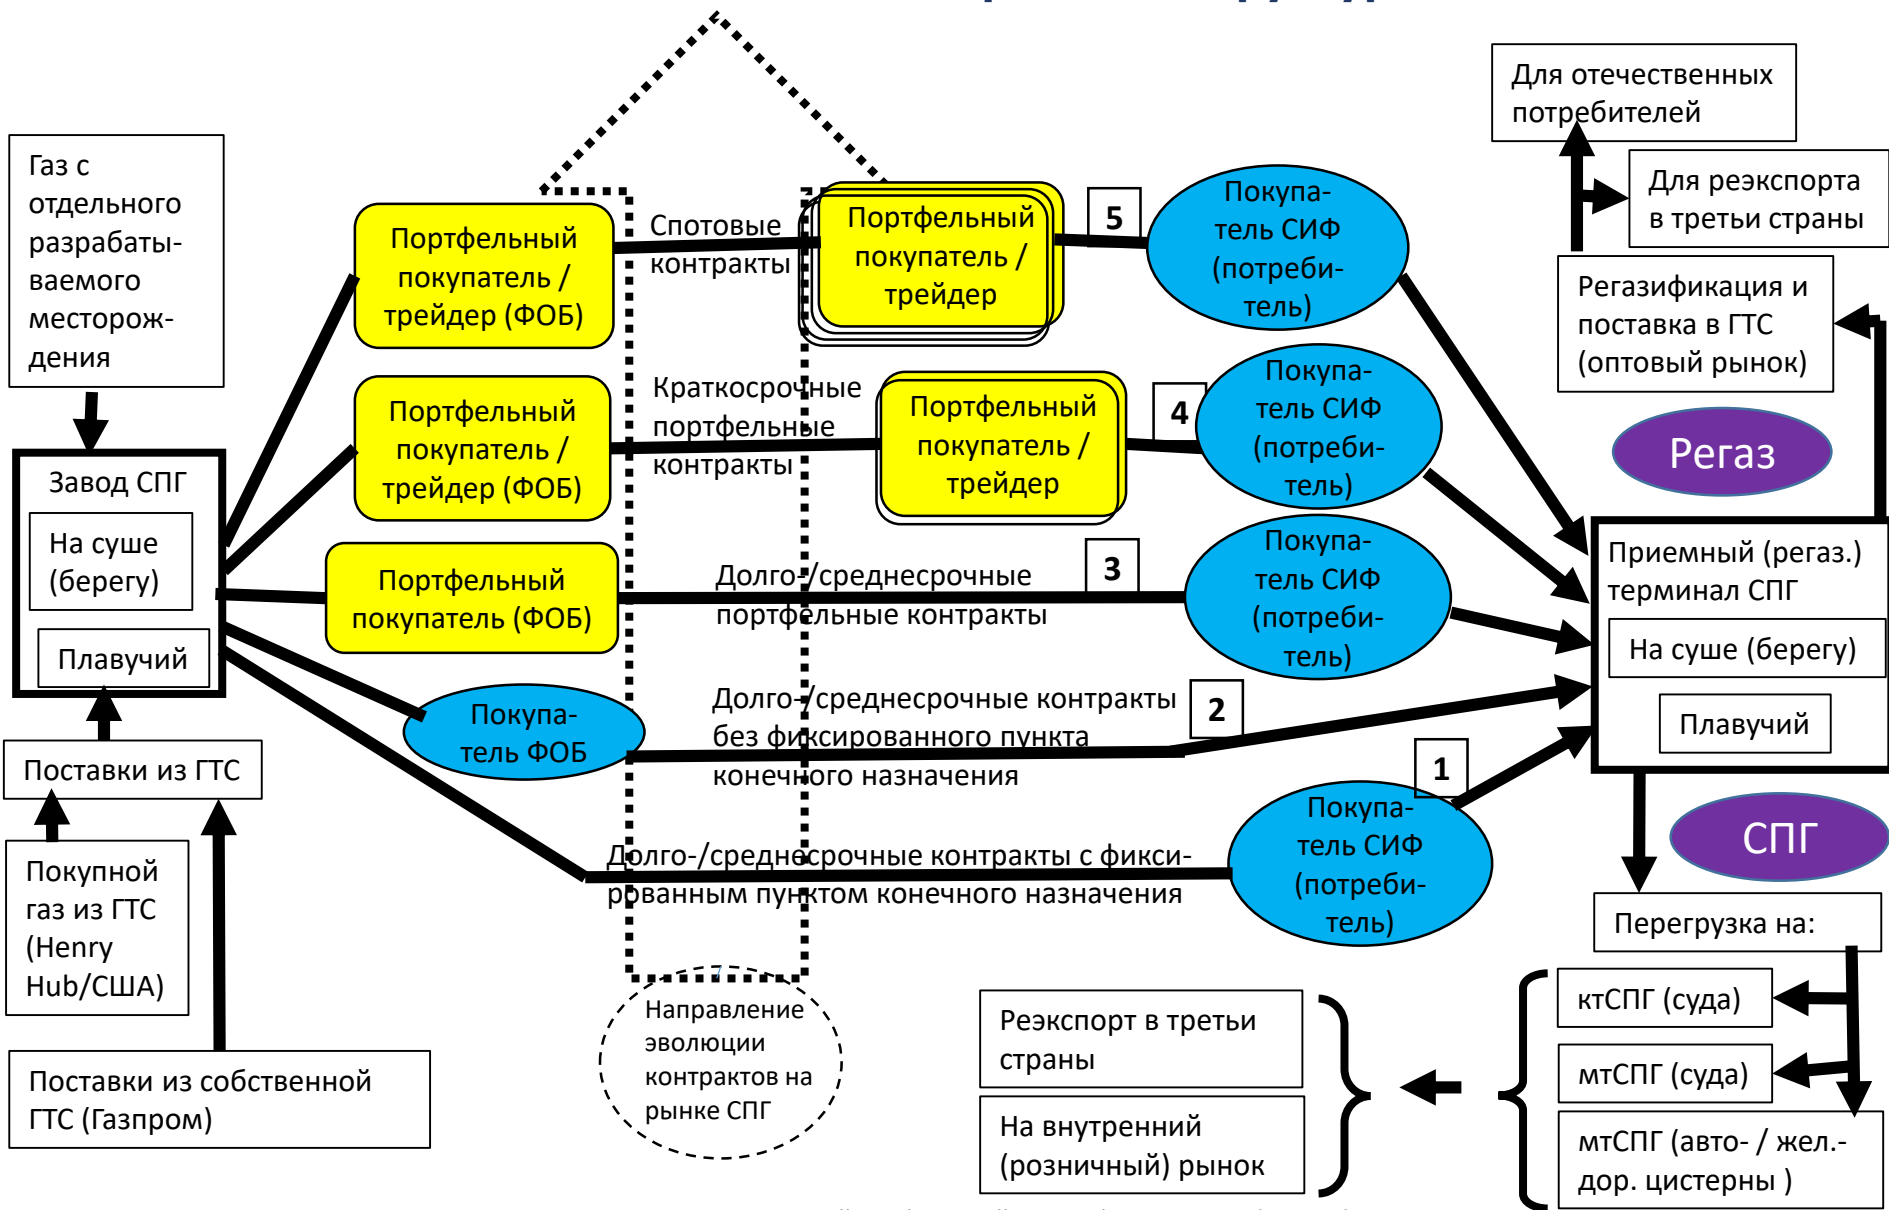 Для отечественных
потребителей
Для реэкспорта
в третьи страны
Регазификация и
поставка в ГТС
(оптовый рынок)
Регаз
Газ с
отдельного
разрабаты-
ваемого
месторож-
дения
Завод СПГ
На суше
(берегу)
Плавучий
Поставки из ГТС
Покупной
газ из ГТС
(Henry
Hub/США)
Поставки из собственной
ГТС (Газпром)
Портфельный
покупатель /
трейдер (ФОБ)
Спотовые
контракты
Портфельный
покупатель /
трейдер
5
Покупа-
тель СИФ
(потреби-
тель)
Портфельный
покупатель /
трейдер (ФОБ)
Краткосрочные
портфельные
контракты
Портфельный
покупатель /
трейдер
4
Покупа-
тель СИФ
(потреби-
тель)
Портфельный
покупатель (ФОБ)
Долго-/среднесрочные
портфельные контракты
3
Покупа-
тель СИФ
(потреби-
тель)
Покупа-
тель ФОБ
Долго-/среднесрочные контракты
без фиксированного пункта
конечного назначения
2
Долго-/среднесрочные контракты с фикси-
рованным пунктом конечного назначения
1
Покупа-
тель СИФ
(потреби-
тель)
Приемный (регаз.)
терминал СПГ
На суше (берегу)
Плавучий
СПГ
Перегрузка на:
ктСПГ (суда)
мтСПГ (суда)
мтСПГ (авто- / жел.-
дор. цистерны )
Реэкспорт в третьи
страны
На внутренний
(розничный) рынок
Направление
эволюции
контрактов на
рынке СПГ